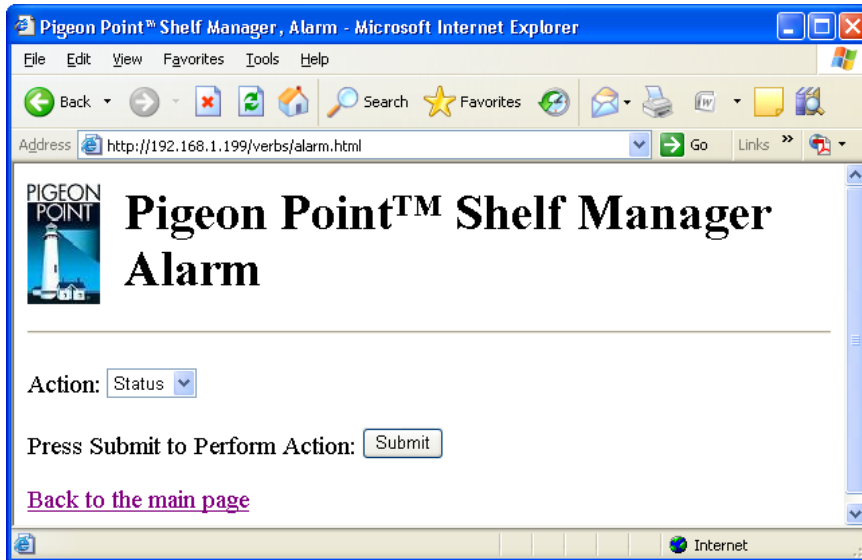 Pigeon Point™ Shelf Manager, Alarm - Microsoft Internet Explorer
File Edit View Favorites Tools Help
Back Search Favorites
Address http://192.168.1.199/verbs/alarm.html Go Links »
PIGEON
POINT
Pigeon Point™ Shelf Manager
Alarm
Action: Status
Press Submit to Perform Action: Submit
Back to the main page
Internet